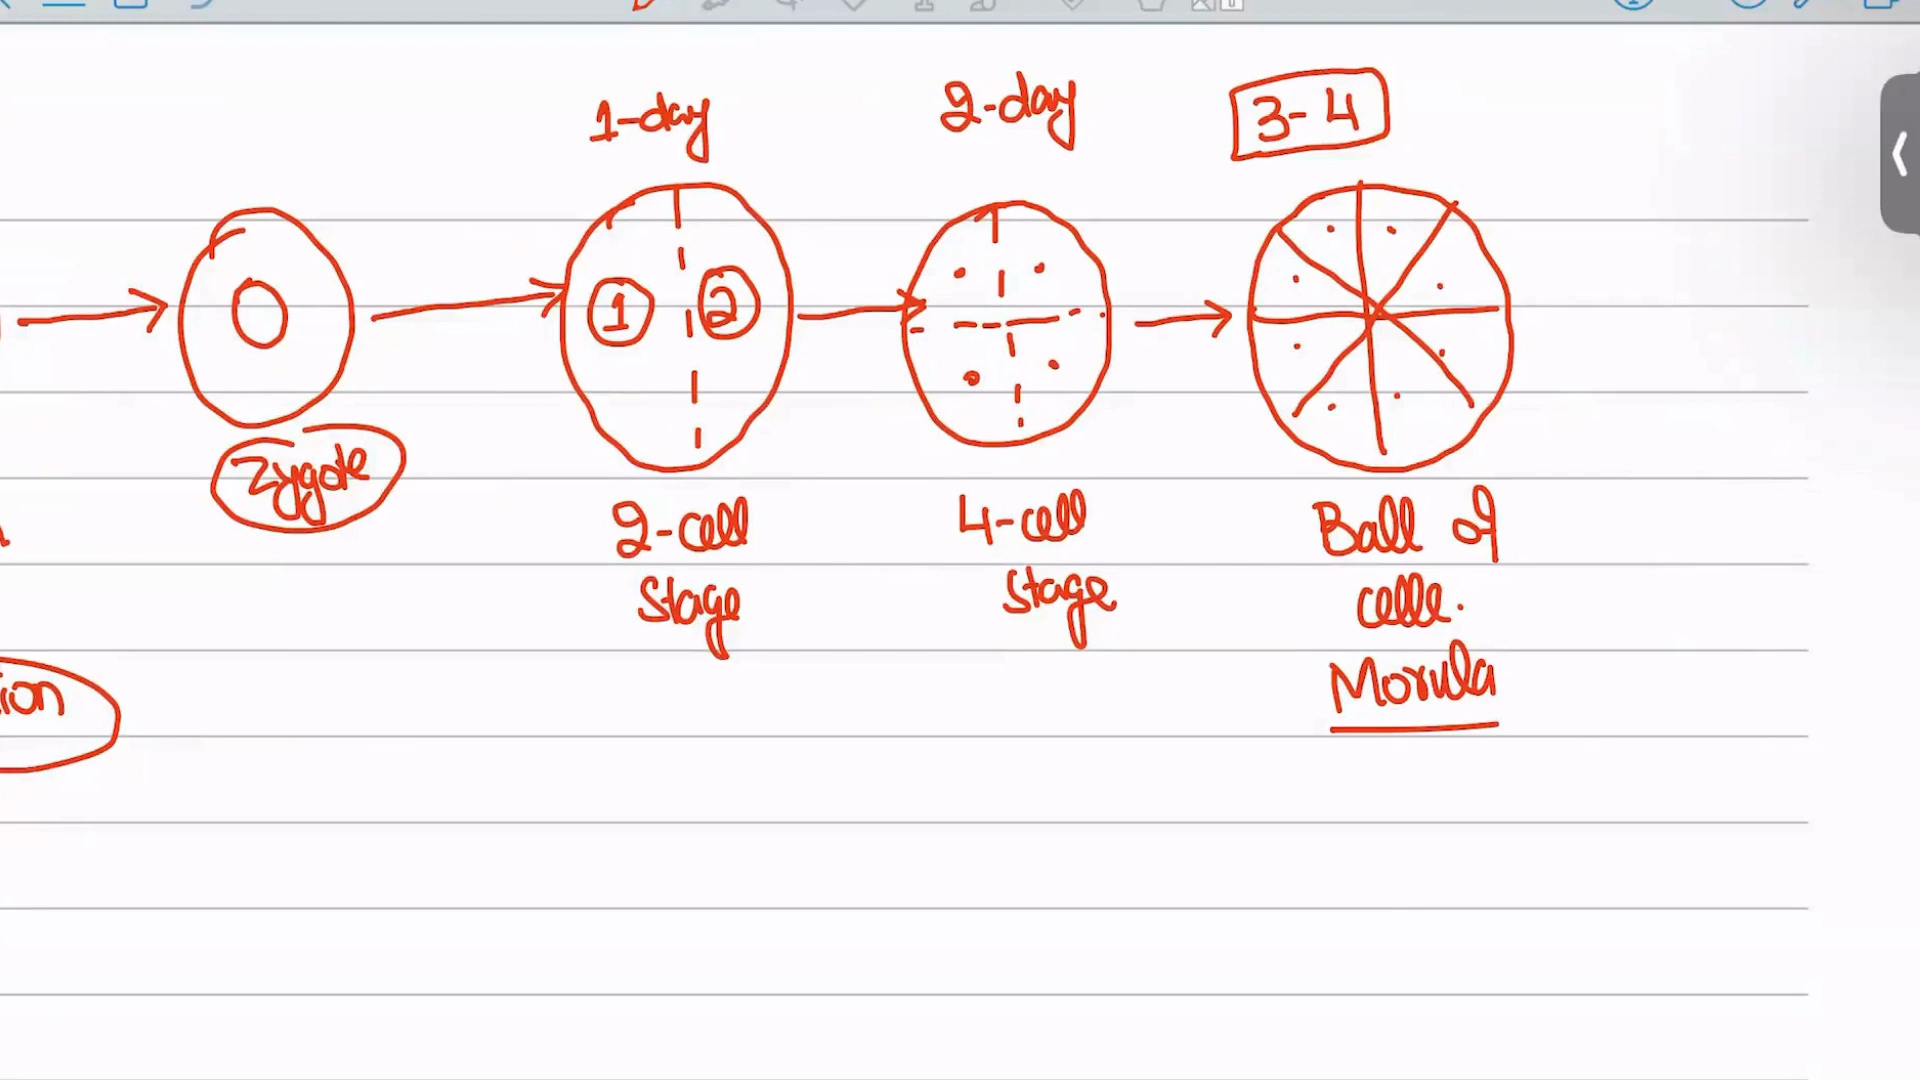 1-day 2-day 3-4
1 2
Zygote
2-cell 4-cell Ball of
stage stage cells.
Morula
tion